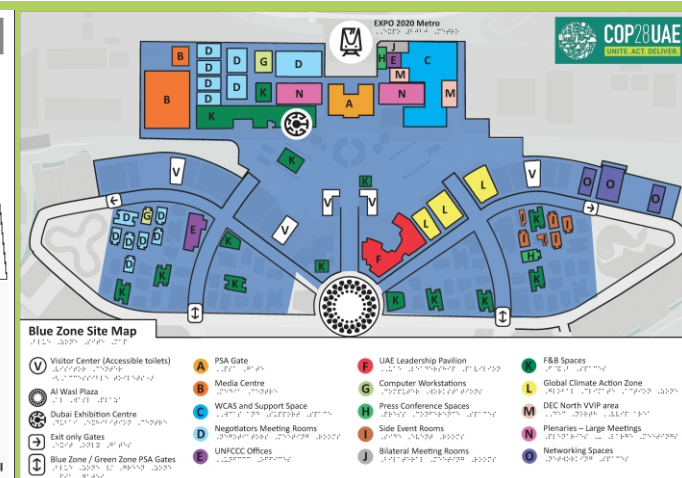 EXPO 2020 Metro
COP28UAE
UNITE. ACT. DELIVER.
J
B
D
D
D
D
D
D
G
D
H
E
C
M
B
K
N
A
N
M
K
K
V
K
V
V
V
L
V
O
O
O
L
L
L
D
G
D
D
D
D
D
D
E
V
K
K
F
K
I
H
K
K
K
K
K
K
Blue Zone Site Map
V Visitor Center (Accessible toilets)
Al Wasl Plaza
Dubai Exhibition Centre
Exit only Gates
Blue Zone / Green Zone PSA Gates
A PSA Gate
B Media Centre
C WCAS and Support Space
D Negotiators Meeting Rooms
E UNFCCC Offices
F UAE Leadership Pavilion
G Computer Workstations
H Press Conference Spaces
I Side Event Rooms
J Bilateral Meeting Rooms
K F&B Spaces
L Global Climate Action Zone
M DEC North VVIP area
N Plenaries – Large Meetings
O Networking Spaces